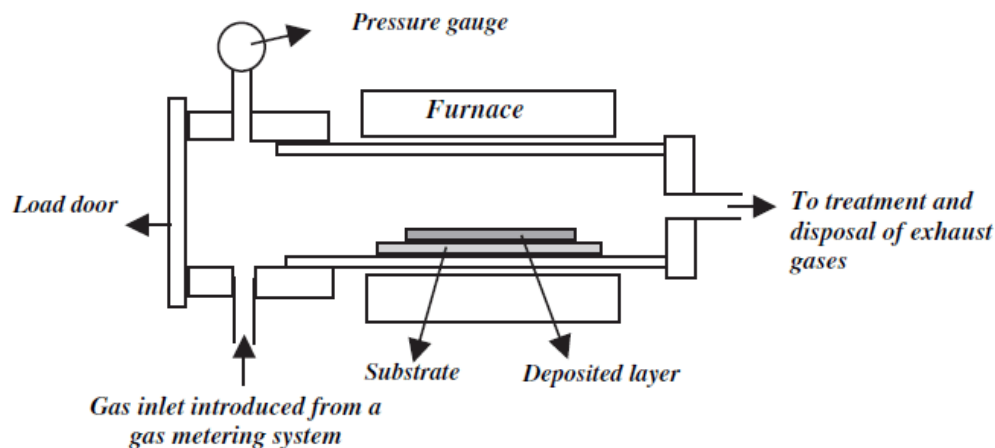 Pressure gauge
Furnace
Load door
To treatment and
disposal of exhaust
gases
Substrate
Deposited layer
Gas inlet introduced from a
gas metering system